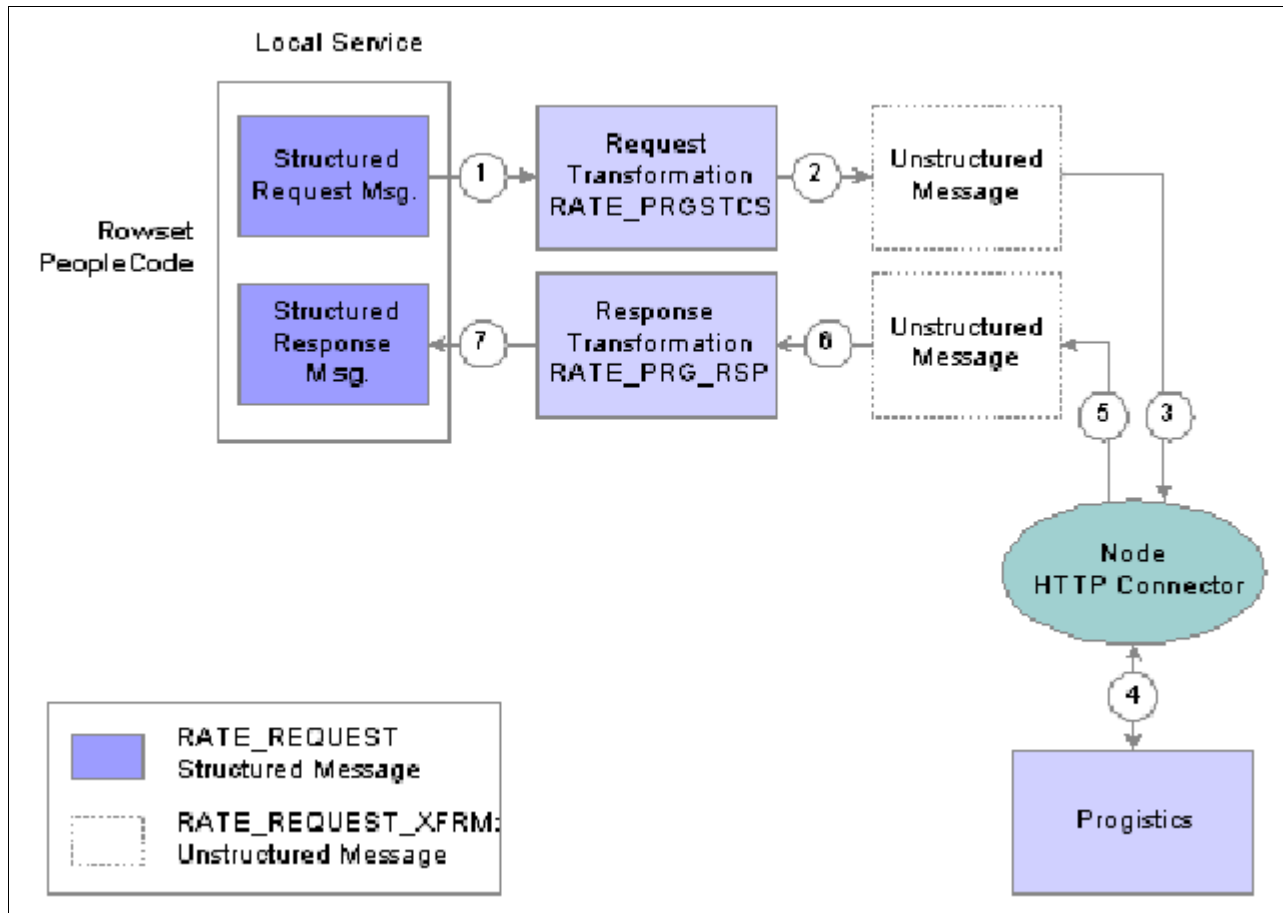 Local Service
Structured
Request Msg.
1
Request
Transformation
RATE_PRGSTCS
2
Unstructured
Message
Rowset
PeopleCode
Structured
Response
Msg.
7
Response
Transformation
RATE_PRG_RSP
6
Unstructured
Message
5
3
Node
HTTP Connector
4
Progistics
RATE_REQUEST
Structured Message
RATE_REQUEST_XFRM:
Unstructured Message